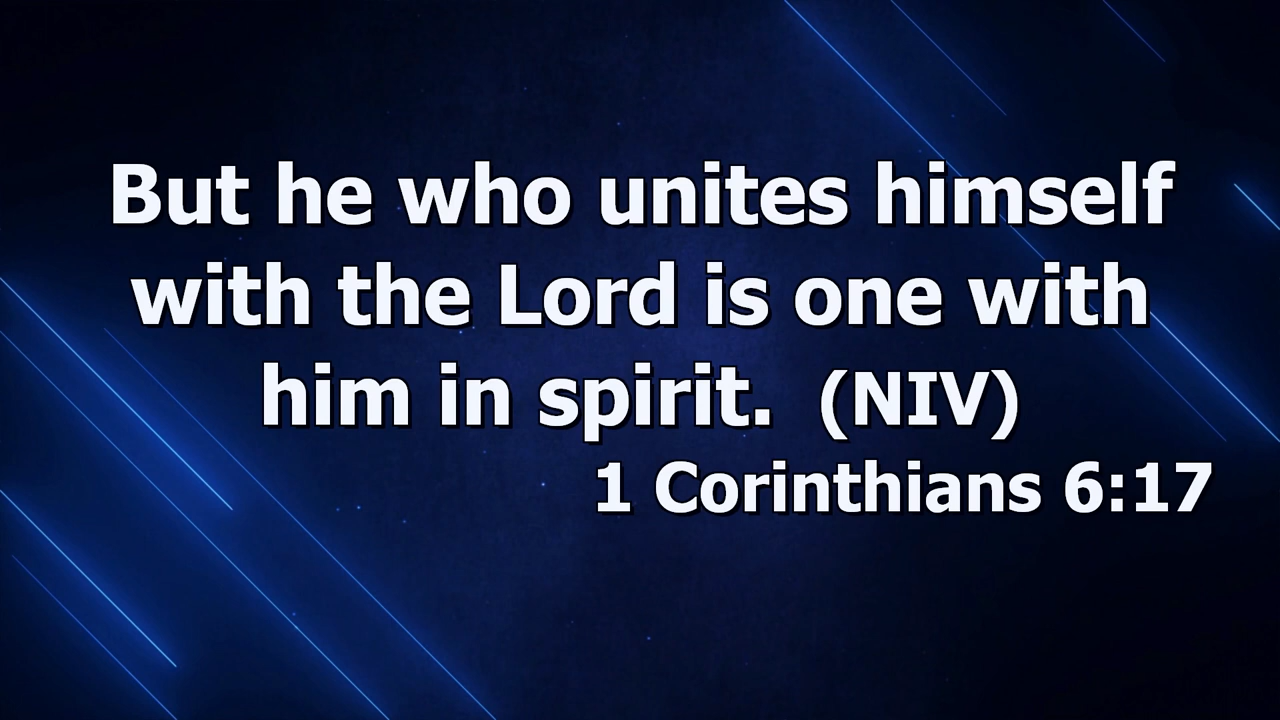 But he who unites himself
with the Lord is one with
him in spirit.  (NIV)
1 Corinthians 6:17